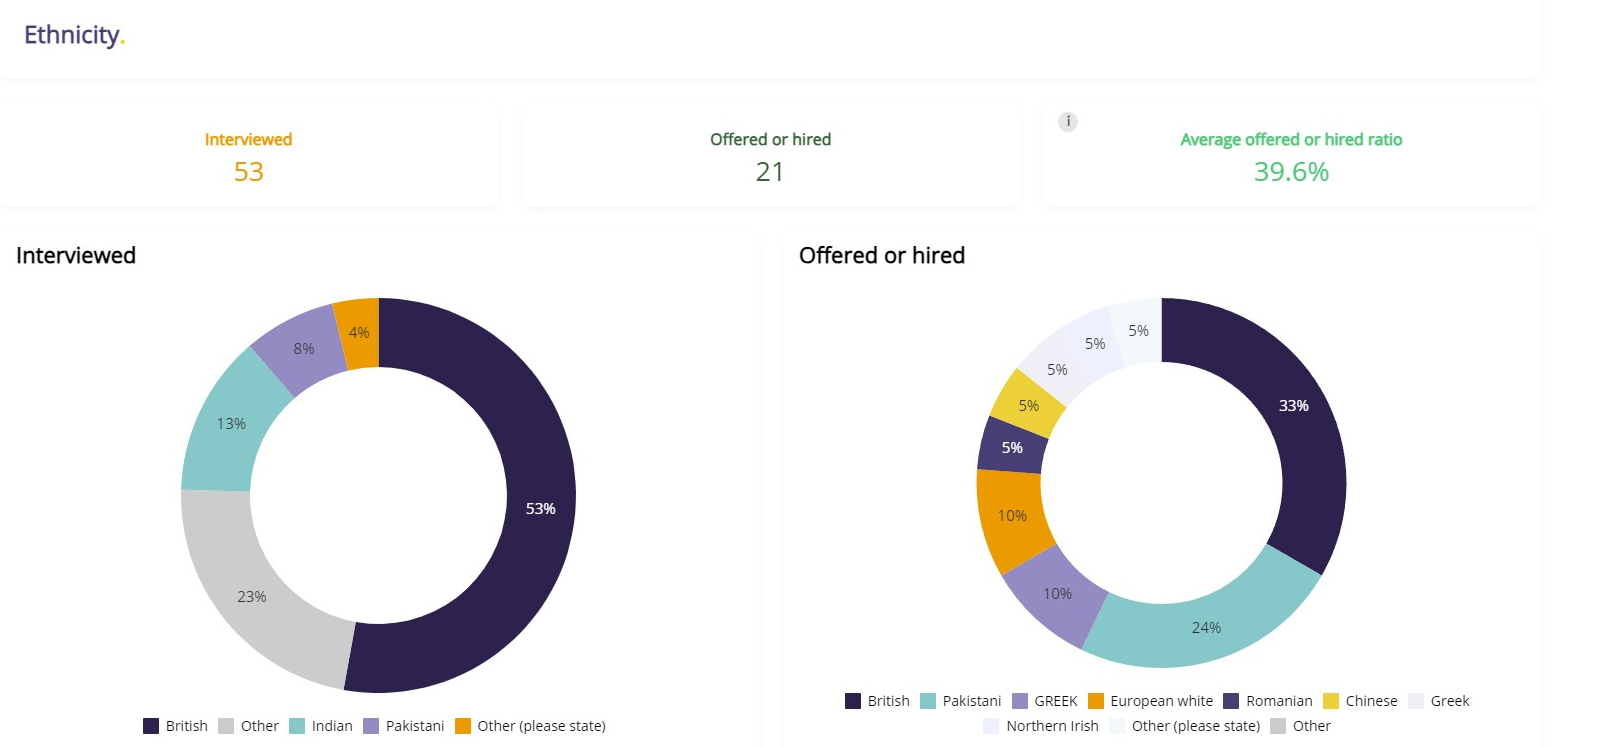 Ethnicity.
Interviewed
53
Offered or hired
21
i
Average offered or hired ratio
39.6%
Interviewed
4%
8%
13%
53%
23%
British Other Indian Pakistani Other (please state)
Offered or hired
5%
5%
5%
5%
33%
5%
10%
10%
24%
British Pakistani GREEK European white Romanian Chinese Greek
Northern Irish Other (please state) Other